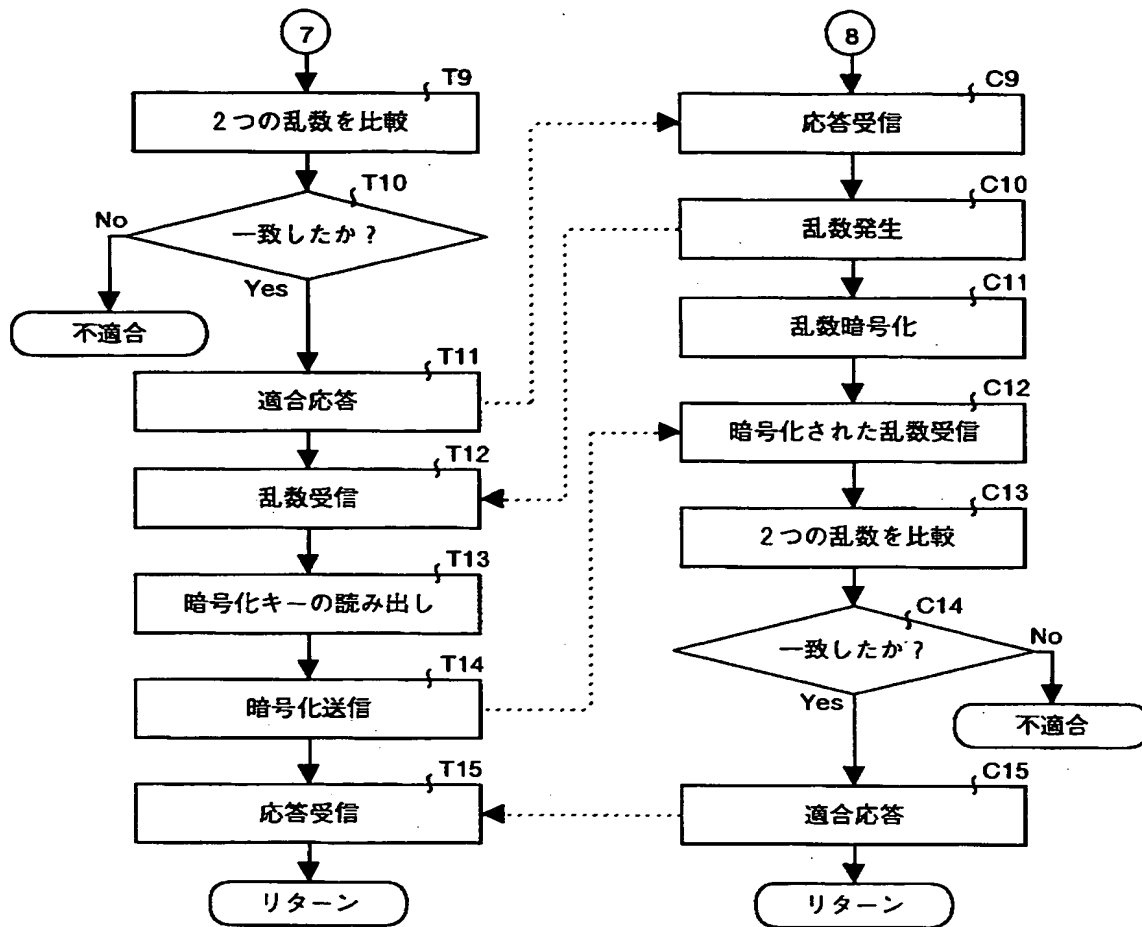 7
T9
2つの乱数を比較
T10
一致したか?
No
Yes
不適合
T11
適合応答
T12
乱数受信
T13
暗号化キーの読み出し
T14
暗号化送信
T15
応答受信
リターン
8
C9
応答受信
C10
乱数発生
C11
乱数暗号化
C12
暗号化された乱数受信
C13
2つの乱数を比較
C14
一致したか?
No
Yes
不適合
C15
適合応答
リターン